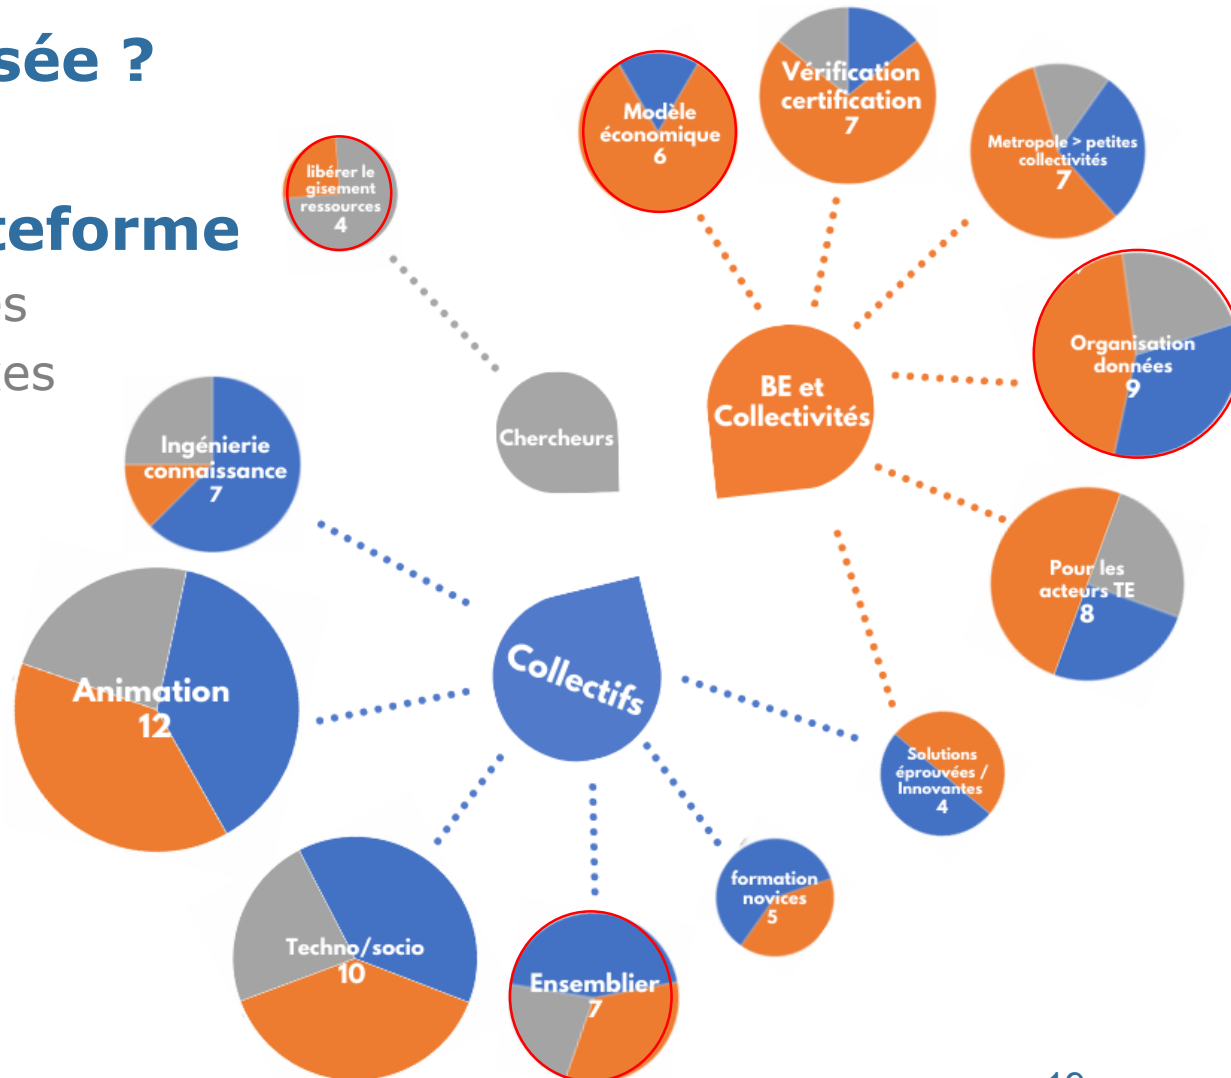 sée ?
teforme
es
tes
libérer le
gisement
ressources
4
Modèle
économique
6
Vérification
certification
7
Metropole > petites
collectivités
7
Organisation
données
9
BE et
Collectivités
Chercheurs
Ingénierie
connaissance
7
Pour les
acteurs TE
8
Collectifs
Animation
12
Solutions
éprouvées /
Innovantes
4
formation
novices
5
Techno/socio
10
Ensemblier
7